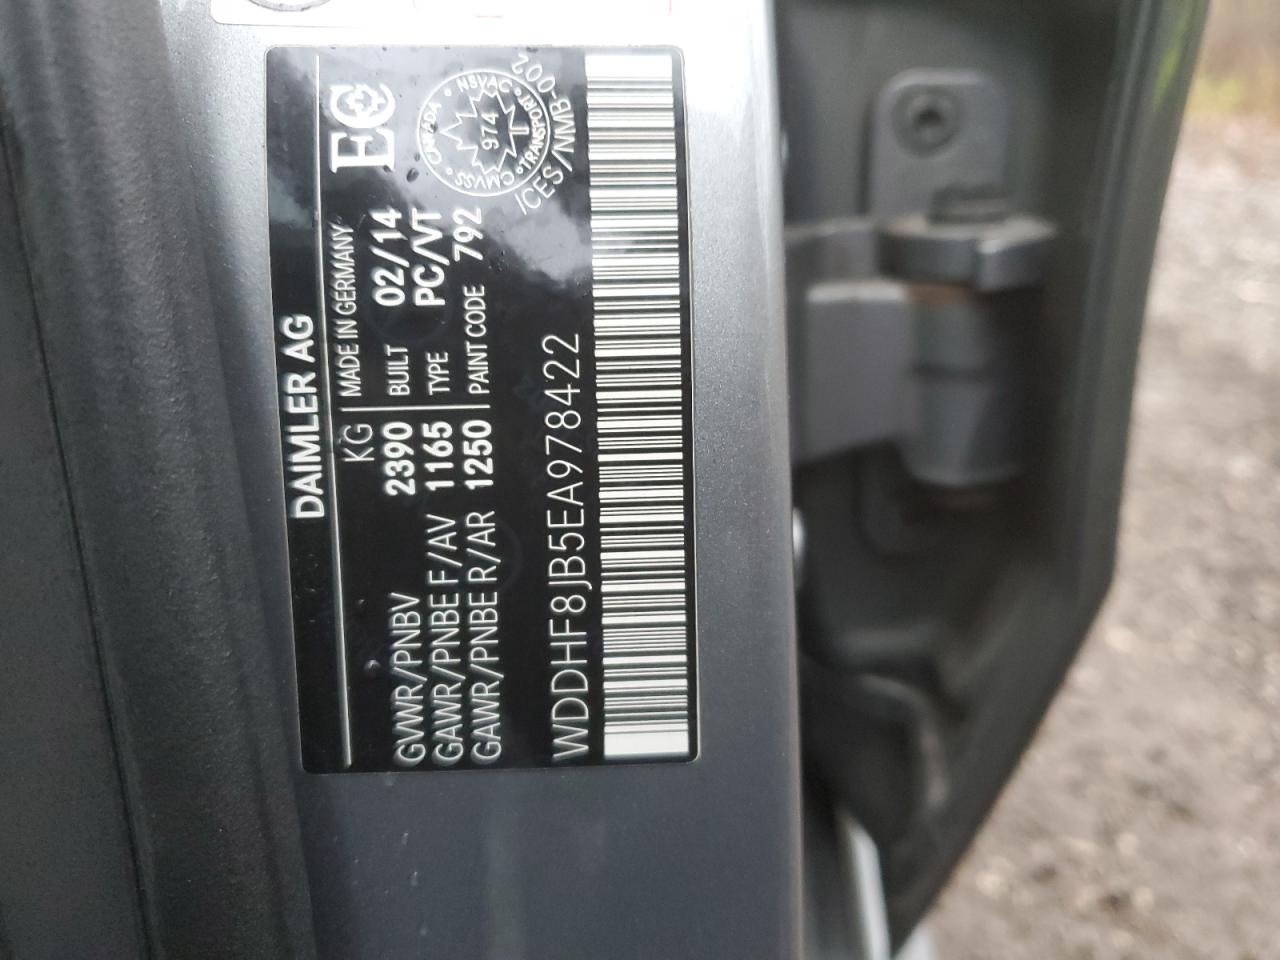 DAIMLER AG
KG MADE IN GERMANY
GVWR/PNBV 2390 BUILT 02/14
GAWR/PNBE F/AV 1165 TYPE PC/VT
GAWR/PNBE R/AR 1250 PAINT CODE 792
EC
CANADA · NSVAC · TRANSPORT · CMVSS
974
T
ICES/NMB-002
WDDHF8JB5EA978422